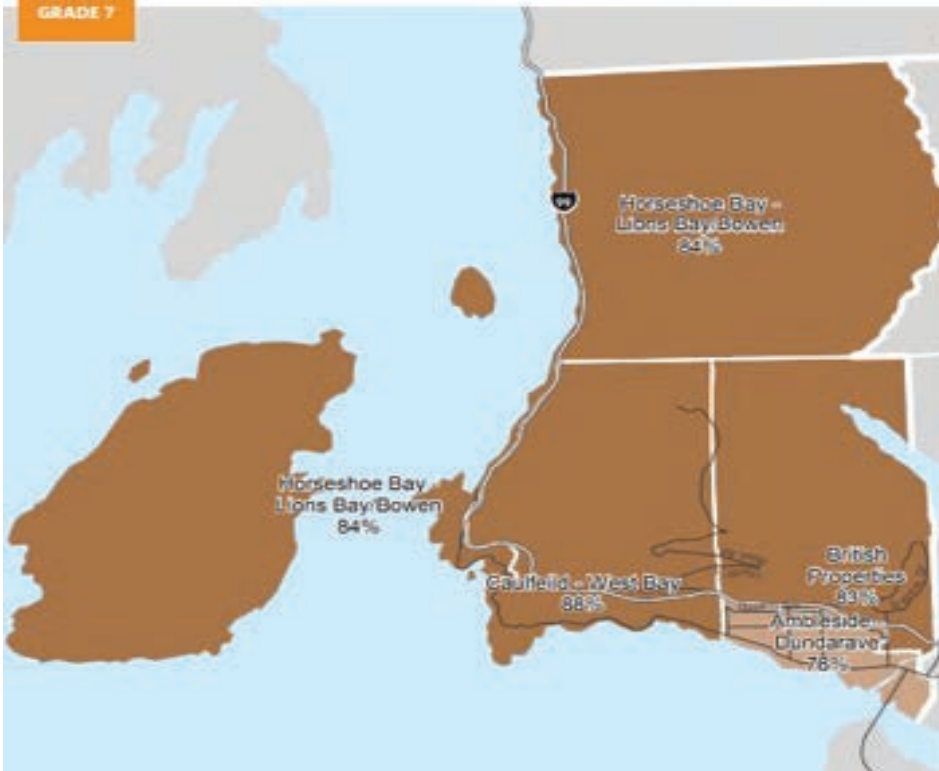 GRADE 7
99
Horseshoe Bay -
Lions Bay/Bowen
84%
Horseshoe Bay
Lions Bay/Bowen
84%
Caulfeild - West Bay
88%
British
Properties
83%
Ambleside -
Dundarave*
78%